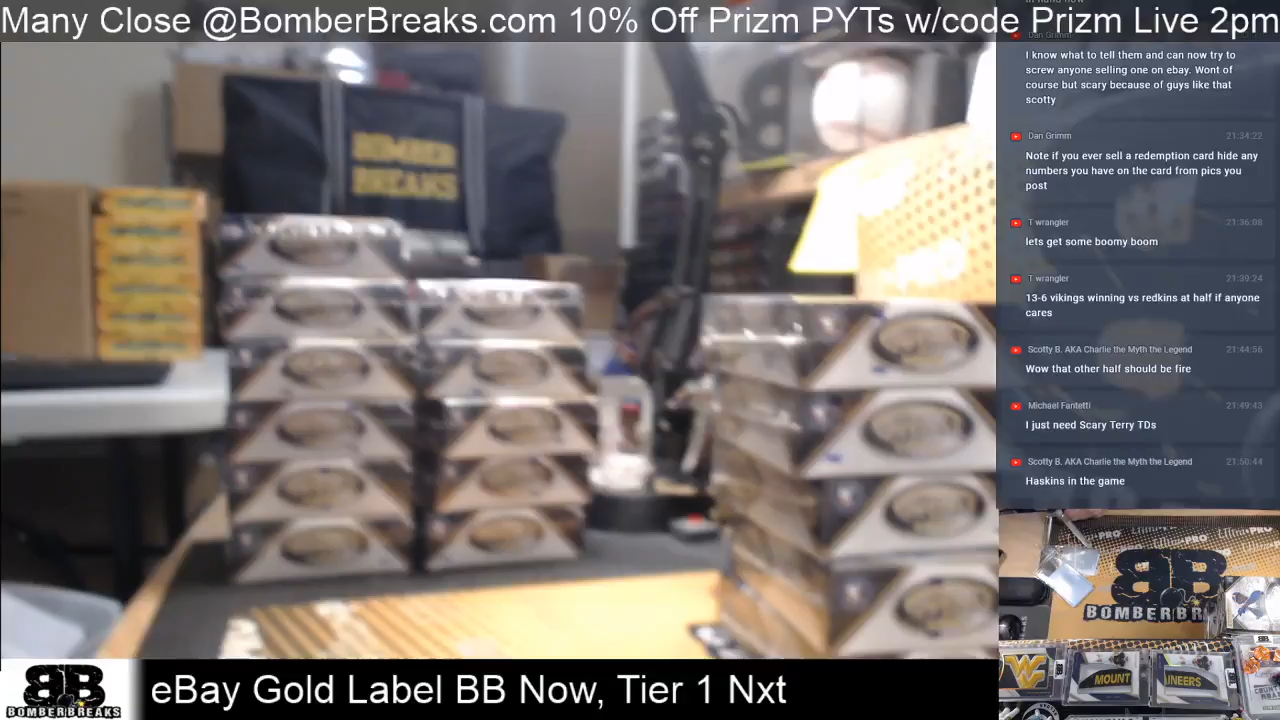 Many Close @BomberBreaks.com 10% Off Prizm PYTs w/code Prizm Live 2pm
Dan Grimm
I know what to tell them and can now try to
screw anyone selling one on ebay. Wont of
course but scary because of guys like that
scotty
Dan Grimm 21:34:22
Note if you ever sell a redemption card hide any
numbers you have on the card from pics you
post
T wrangler 21:36:08
lets get some boomy boom
T wrangler 21:39:24
13-6 vikings winning vs redkins at half if anyone
cares
Scotty B. AKA Charlie the Myth the Legend 21:44:56
Wow that other half should be fire
Michael Fantetti 21:49:43
I just need Scary Terry TDs
Scotty B. AKA Charlie the Myth the Legend 21:50:44
Haskins in the game
BOMBER
BREAKS
BB
BOMBERBR
MOUNT
AINEERS
BB
BOMBERBREAKS
eBay Gold Label BB Now, Tier 1 Nxt